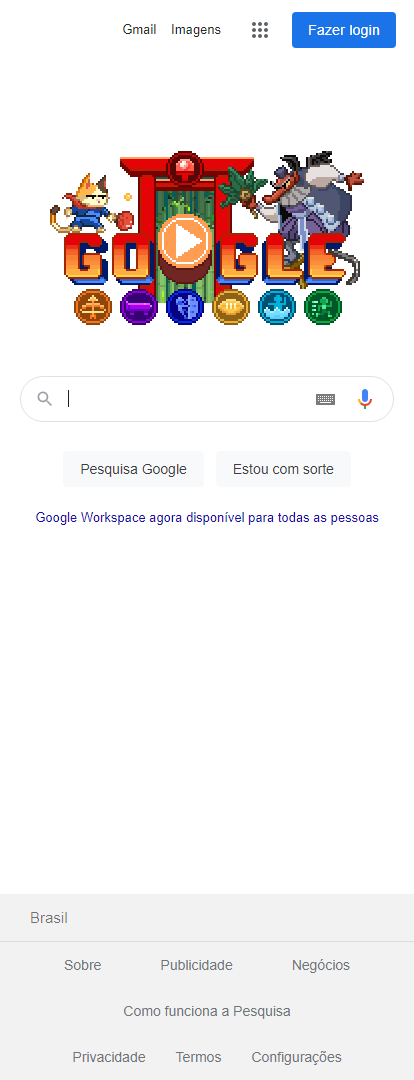 Gmail Imagens Fazer login
GOOGLE
Pesquisa Google Estou com sorte
Google Workspace agora disponível para todas as pessoas
Brasil
Sobre Publicidade Negócios
Como funciona a Pesquisa
Privacidade Termos Configurações